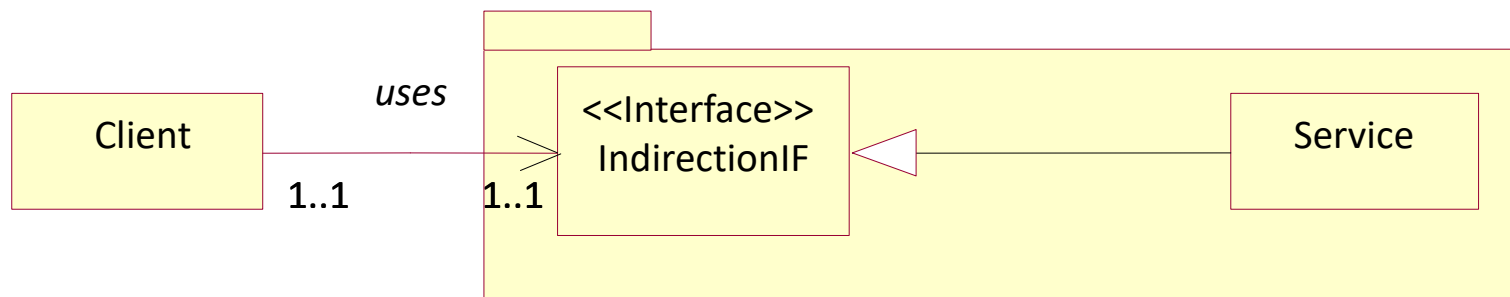 uses
Client
<<Interface>>
IndirectionIF
Service
1..1
1..1